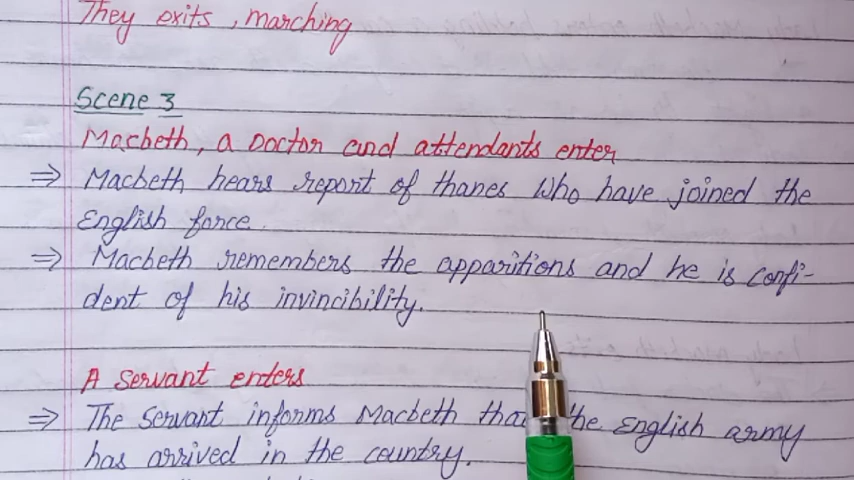 They exits, marching
Scene 3
Macbeth, a Doctor and attendants enter
⇒ Macbeth hears report of thanes who have joined the
English force.
⇒ Macbeth remembers the apparitions and he is confi-
dent of his invincibility.
A servant enters
⇒ The servant informs Macbeth tha the English army
has arrived in the country.